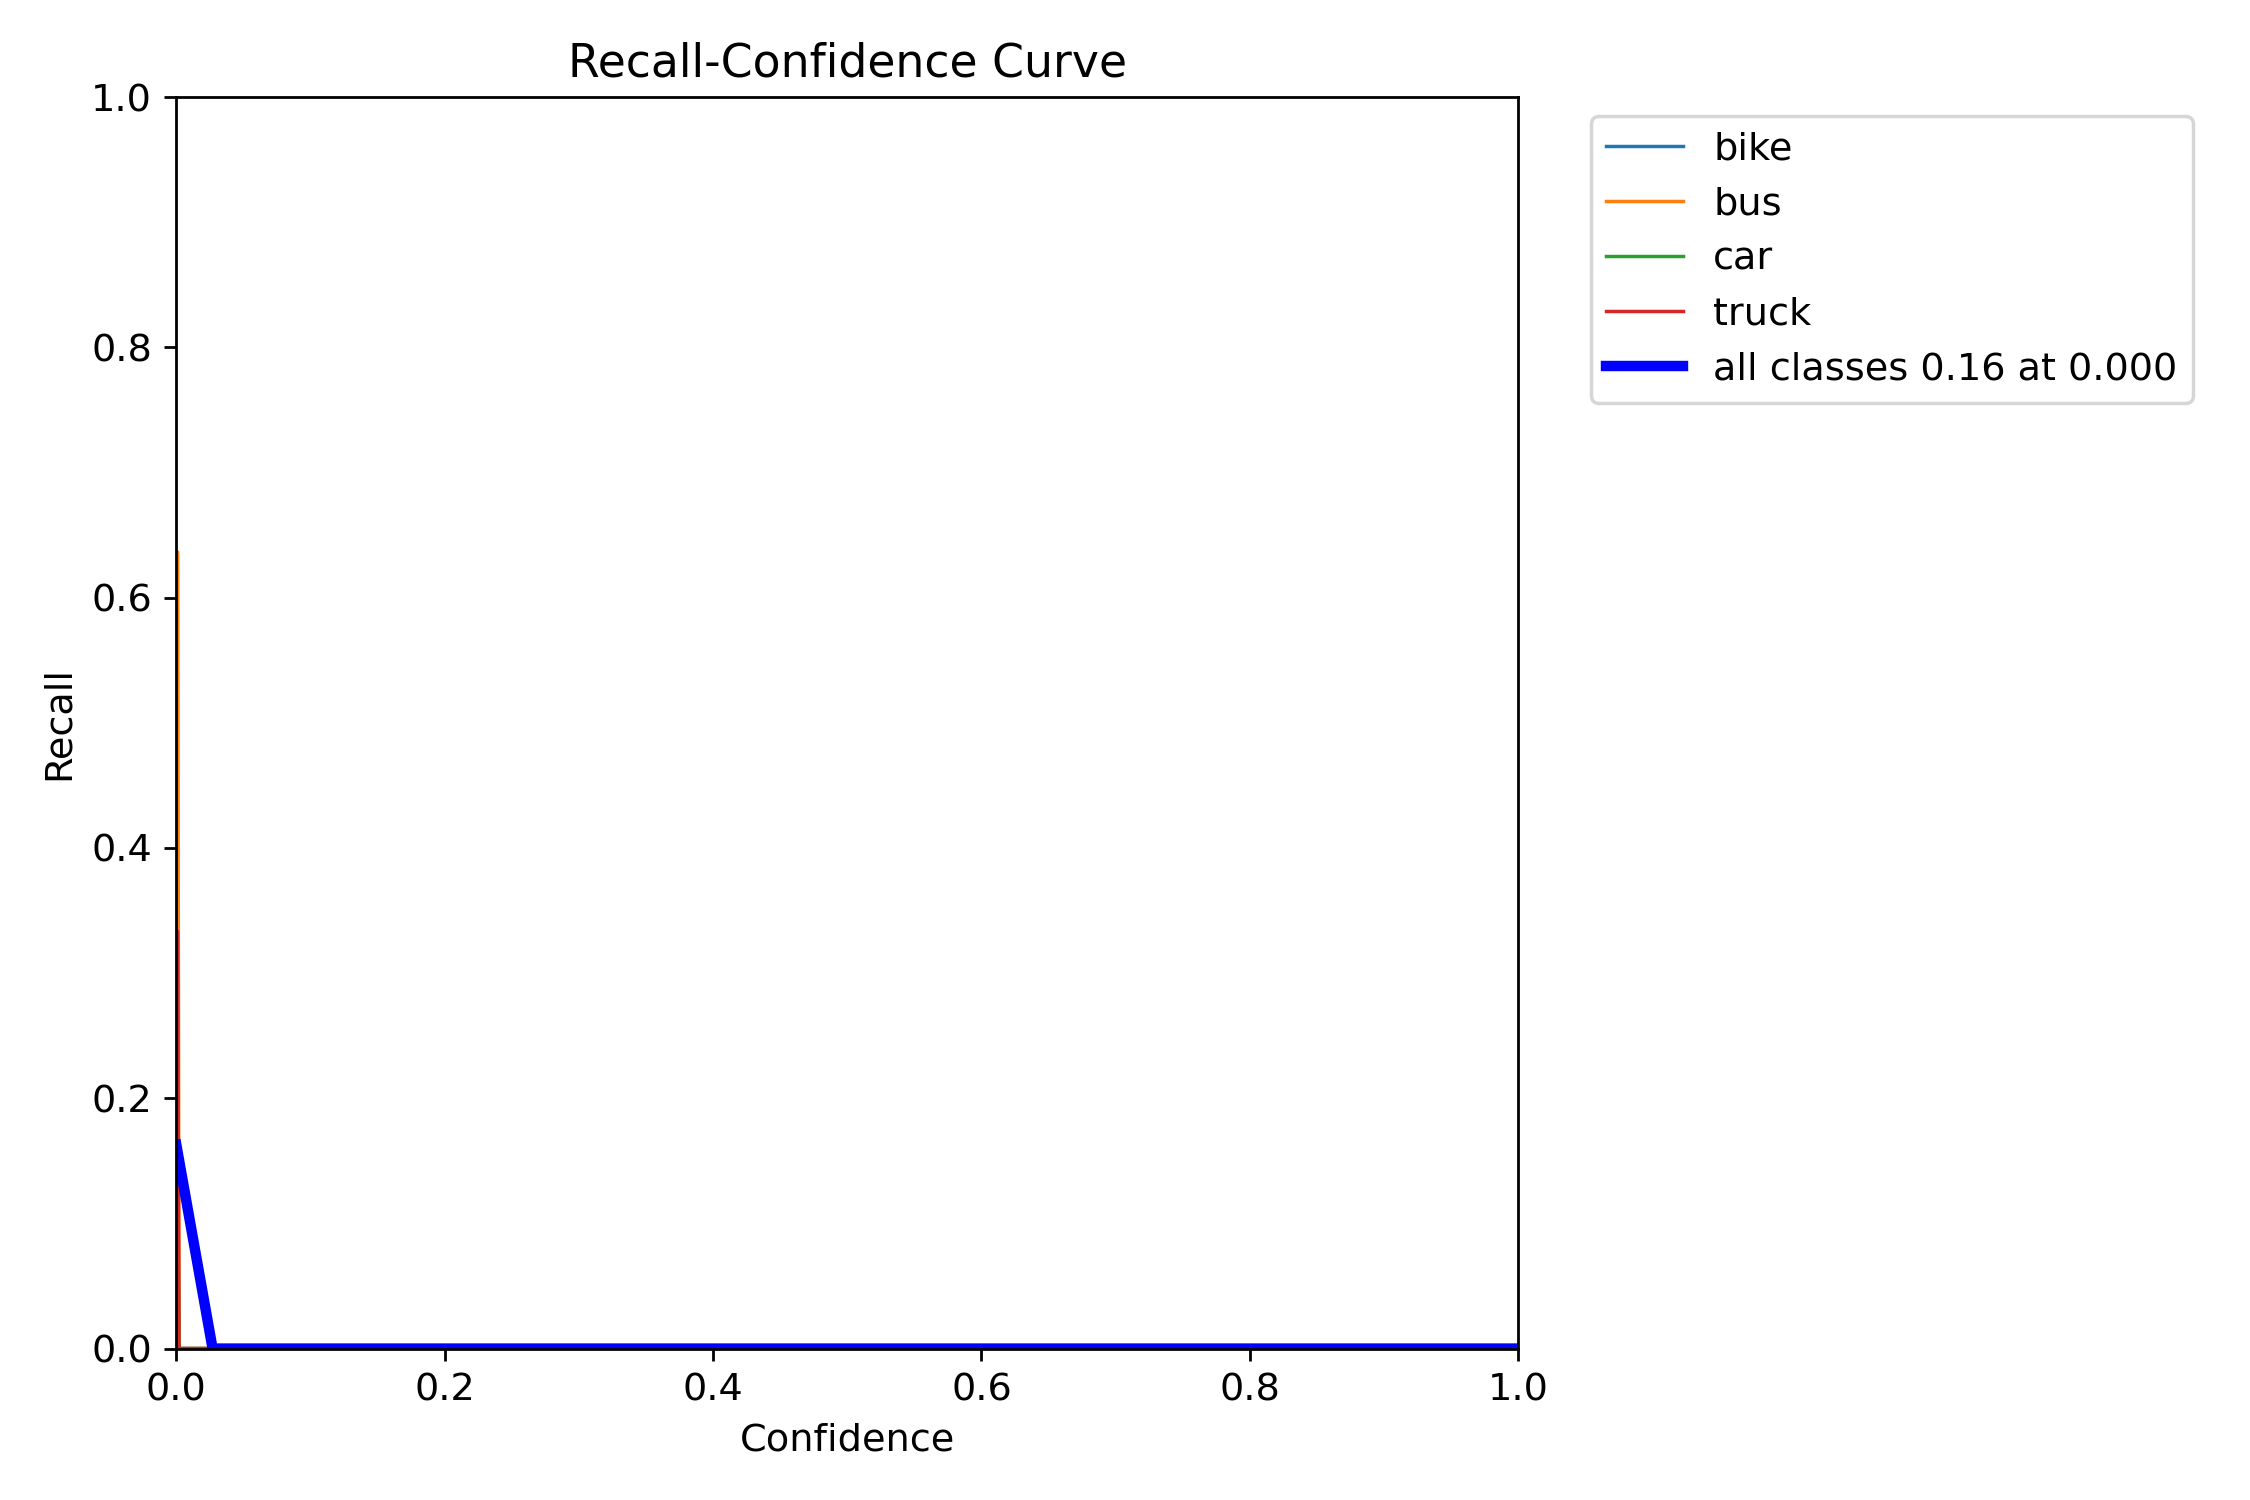 Recall-Confidence Curve
1.0
0.8
0.6
0.4
0.2
0.0
Recall
0.0 0.2 0.4 0.6 0.8 1.0
Confidence
bike
bus
car
truck
all classes 0.16 at 0.000